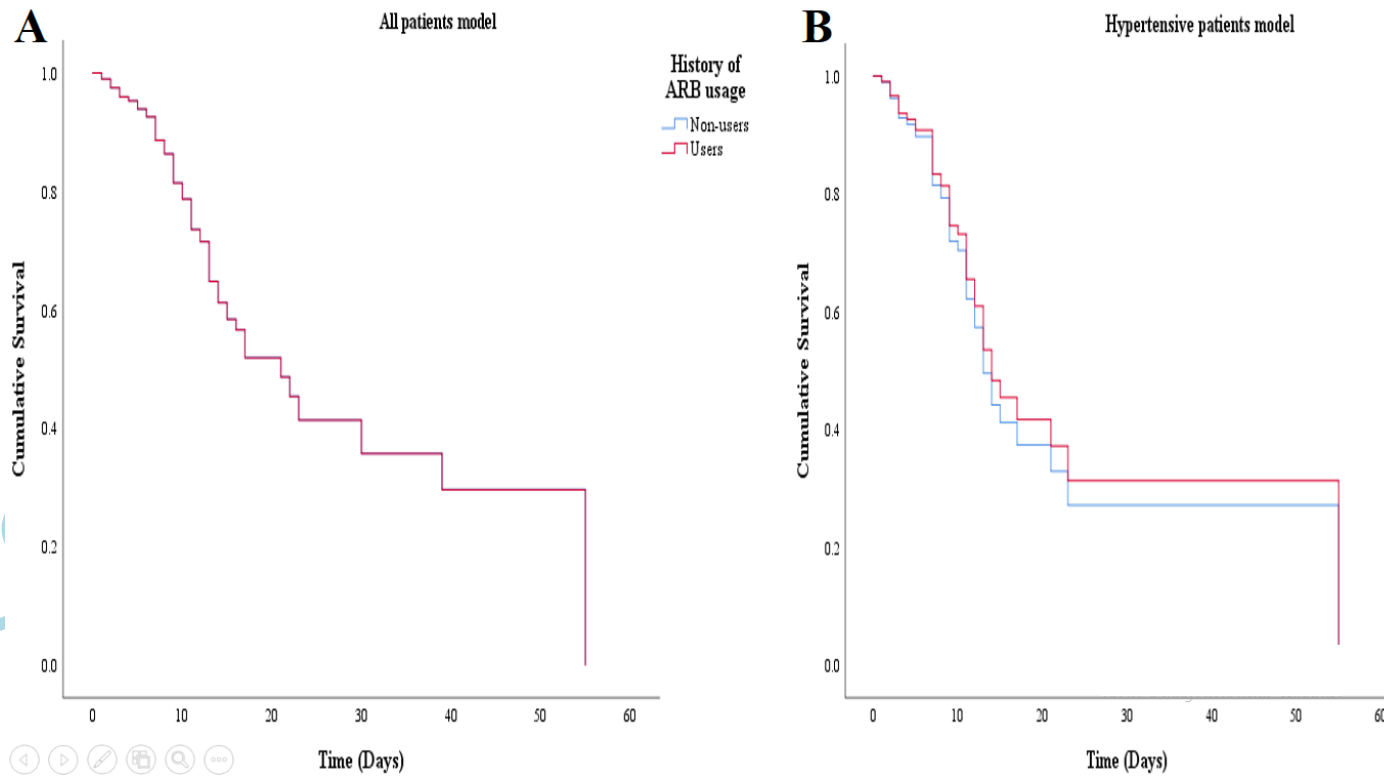 A
All patients model
1.0
0.8
0.6
0.4
0.2
0.0
Cumulative Survival
0 10 20 30 40 50 60
Time (Days)
History of
ARB usage
Non-users
Users
B
Hypertensive patients model
1.0
0.8
0.6
0.4
0.2
0.0
Cumulative Survival
0 10 20 30 40 50 60
Time (Days)